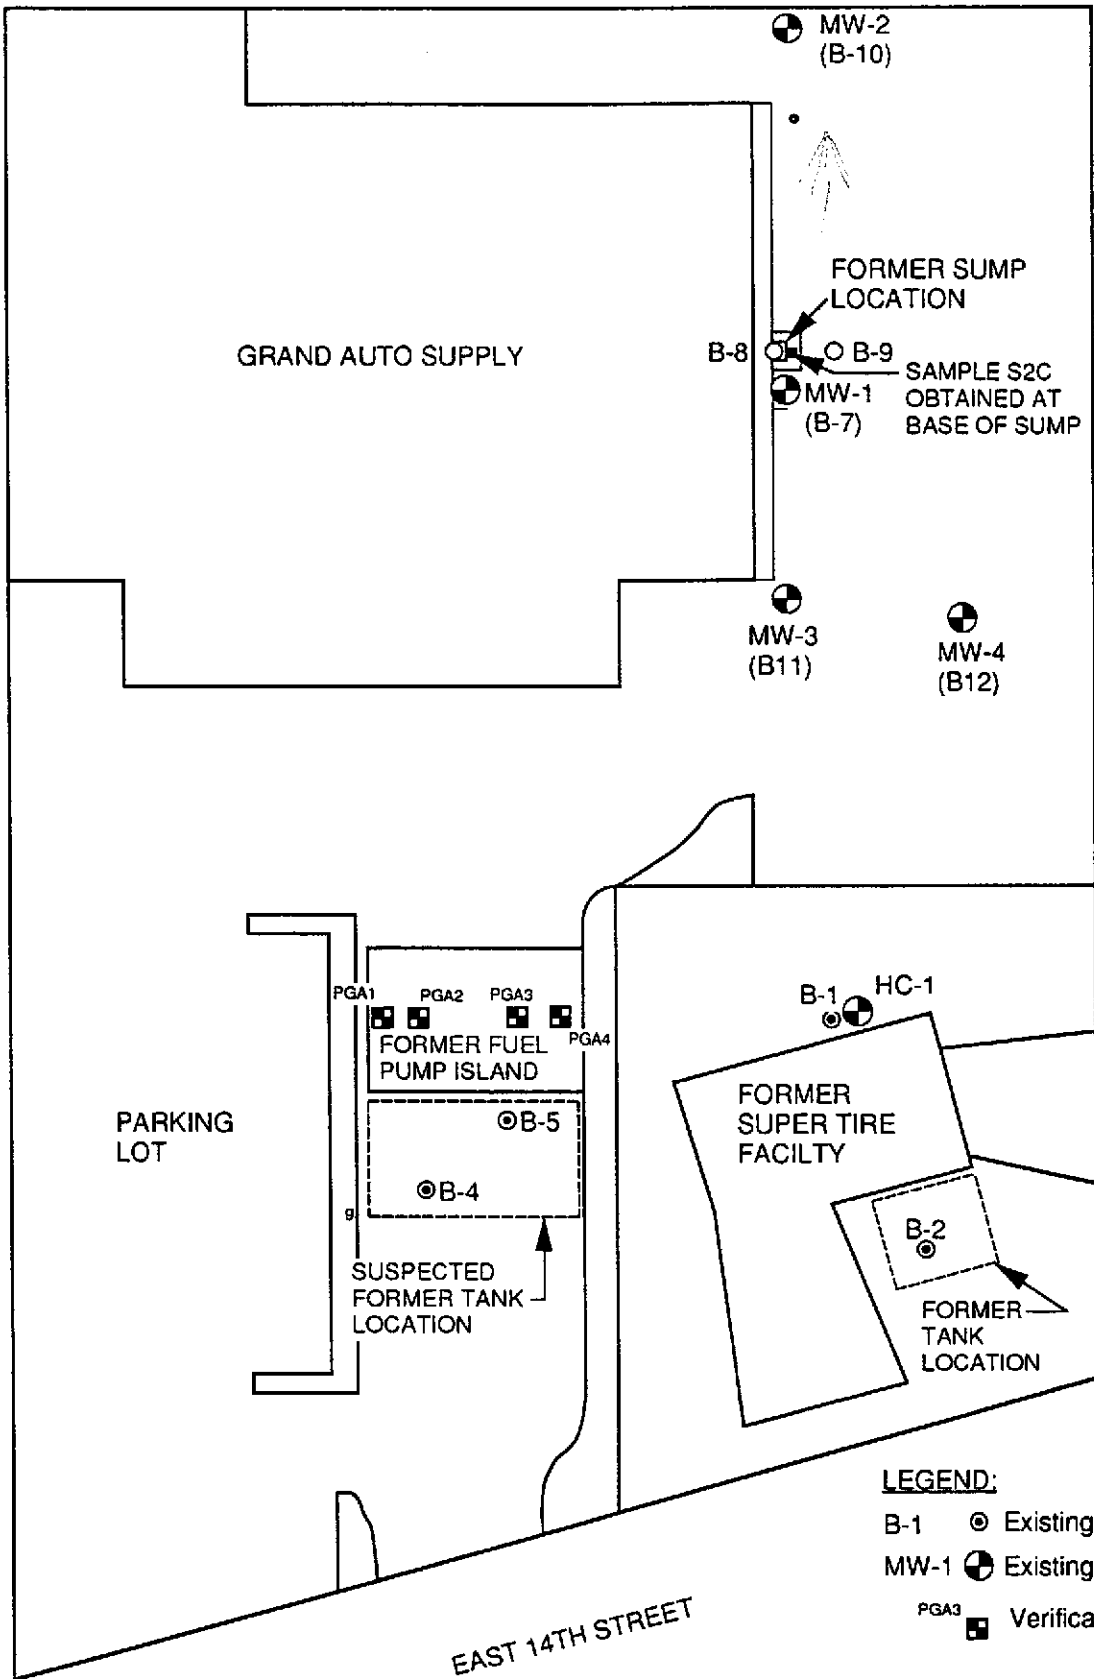 MW-2
(B-10)
FORMER SUMP
LOCATION
GRAND AUTO SUPPLY
B-8
B-9
SAMPLE S2C
OBTAINED AT
BASE OF SUMP
MW-1
(B-7)
MW-3
(B11)
MW-4
(B12)
PGA1
PGA2
PGA3
PGA4
FORMER FUEL
PUMP ISLAND
B-1
HC-1
PARKING
LOT
B-5
B-4
g
FORMER
SUPER TIRE
FACILTY
B-2
SUSPECTED
FORMER TANK
LOCATION
FORMER
TANK
LOCATION
LEGEND:
B-1 Existing
MW-1 Existing
PGA3 Verifica
EAST 14TH STREET